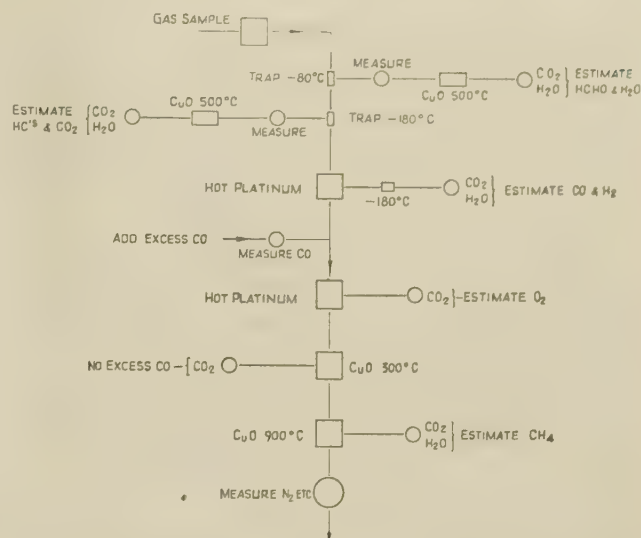 GAS SAMPLE
TRAP -80°C
MEASURE
CuO 500°C
CO2
H2O
ESTIMATE
HCHO & H2O
ESTIMATE
HC'S & CO2
CO2
H2O
CuO 500°C
MEASURE
TRAP -180°C
HOT PLATINUM
-180°C
CO2
H2O
ESTIMATE CO & H2
ADD EXCESS CO
MEASURE CO
HOT PLATINUM
CO2
ESTIMATE O2
NO EXCESS CO
CO2
CuO 300°C
CuO 900°C
CO2
H2O
ESTIMATE CH4
MEASURE N2 ETC